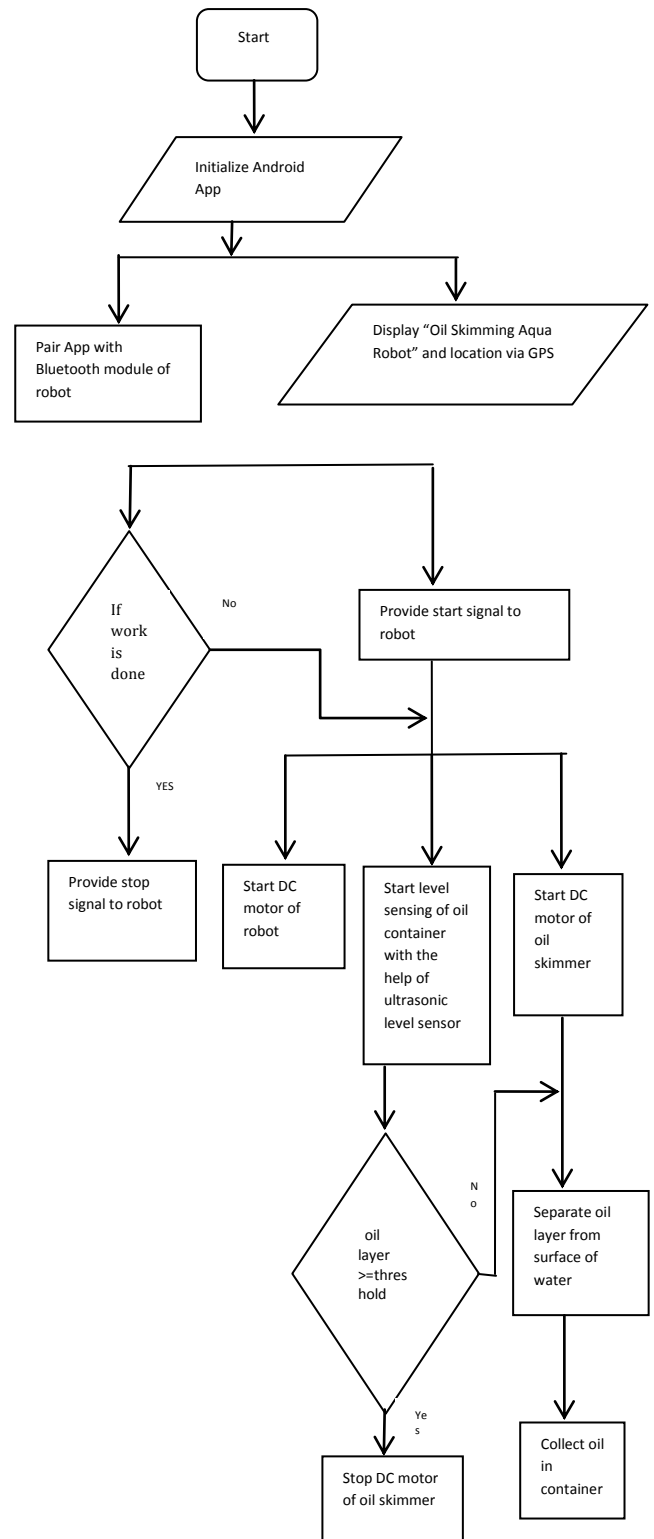 Start
Initialize Android
App
Pair App with
Bluetooth module of
robot
Display “Oil Skimming Aqua
Robot” and location via GPS
If
work
is
done
No
Provide start signal to
robot
YES
Provide stop
signal to robot
Start DC
motor of
robot
Start level
sensing of oil
container
with the
help of
ultrasonic
level sensor
Start DC
motor of
oil
skimmer
oil
layer
>=thres
hold
N
o
Separate oil
layer from
surface of
water
Ye
s
Stop DC motor
of oil skimmer
Collect oil
in
container